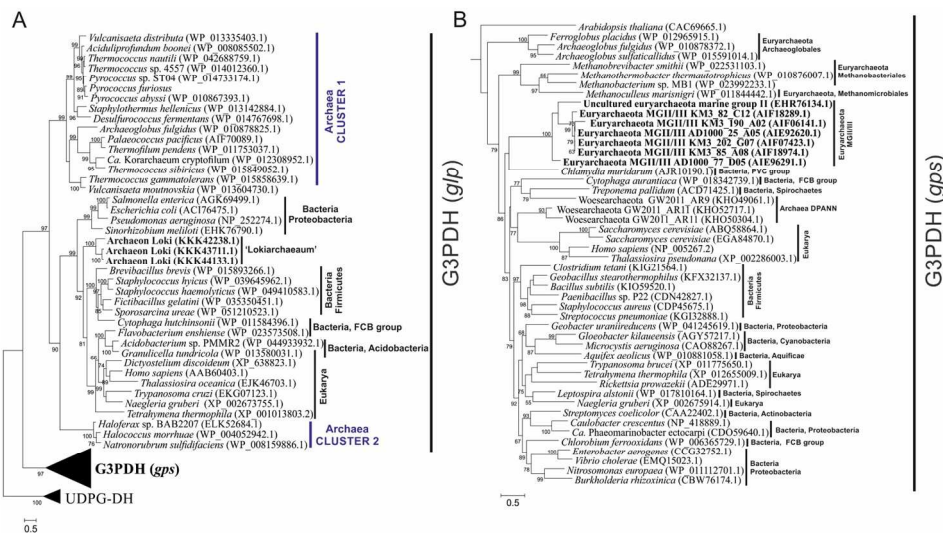 A
Vulcanisaeta distributa (WP_013335403.1)
Aciduliprofundum boonei (WP_008085502.1)
Thermococcus nautili (WP_042688759.1)
Thermococcus sp. 4557 (WP_014012360.1)
Pyrococcus sp. ST04 (WP_014733174.1)
Pyrococcus furiosus
Pyrococcus abyssi (WP_010867393.1)
Staphylothermus hellenicus (WP_013142884.1)
Desulfurococcus fermentans (WP_014767698.1)
Archaeoglobus fulgidus (WP_010878825.1)
Palaeococcus pacificus (AIF70089.1)
Thermofilum pendens (WP_011753037.1)
Ca. Korarchaeum cryptofilum (WP_012308952.1)
Thermococcus sibiricus (WP_015849052.1)
Thermococcus gammatolerans (WP_015858639.1)
Vulcanisaeta moutnovskia (WP_013604730.1)
Archaea
CLUSTER 1
Salmonella enterica (AGK69499.1)
Escherichia coli (ACI76475.1)
Pseudomonas aeruginosa (NP_252274.1)
Sinorhizobium meliloti (EHK76790.1)
Bacteria
Proteobacteria
Archaeon Loki (KKK42238.1)
Archaeon Loki (KKK43711.1)
Archaeon Loki (KKK44133.1)
'Lokiarchaeaum'
Brevibacillus brevis (WP_015893266.1)
Staphylococcus hyicus (WP_039645962.1)
Staphylococcus haemolyticus (WP_049410583.1)
Fictibacillus gelatini (WP_035350451.1)
Sporosarcina ureae (WP_051210523.1)
Bacteria
Firmicutes
Cytophaga hutchinsonii (WP_011584396.1)
Flavobacterium enshiense (WP_023573508.1)
Bacteria, FCB group
Acidobacterium sp. PMMR2 (WP_044933932.1)
Granulicella tundricola (WP_013580031.1)
Bacteria, Acidobacteria
Dictyostelium discoideum (XP_638823.1)
Homo sapiens (AAB60403.1)
Thalassiosira oceanica (EJK46703.1)
Trypanosoma cruzi (EKG07123.1)
Naegleria gruberi (XP_002673755.1)
Tetrahymena thermophila (XP_001013803.2)
Eukarya
Haloferax sp. BAB2207 (ELK52684.1)
Halococcus morrhuae (WP_004052942.1)
Natronorubrum sulfidifaciens (WP_008159886.1)
Archaea
CLUSTER 2
G3PDH (gps)
UDPG-DH
97
100
0.5
G3PDH (glp)
B
Arabidopsis thaliana (CAC69665.1)
Ferroglobus placidus (WP_012965915.1)
Archaeoglobus fulgidus (WP_010878372.1)
Archaeoglobus sulfaticallidus (WP_015591014.1)
Euryarchaeota
Archaeoglobales
Methanobrevibacter smithii (WP_022531103.1)
Methanothermobacter thermautotrophicus (WP_010876007.1)
Methanobacterium sp. MB1 (WP_023992233.1)
Euryarchaeota
Methanobacteriales
Methanoculleus marisnigri (WP_011844442.1)
Euryarchaeota, Methanomicrobiales
Uncultured euryarchaeota marine group II (EHR76134.1)
Euryarchaeota MGII/III KM3_82_C12 (AIF18289.1)
Euryarchaeota MGII/III KM3_190_A02 (AIF06141.1)
Euryarchaeota MGII/III AD1000_25_A05 (AIE92620.1)
Euryarchaeota MGII/III KM3_202_G07 (AIF07423.1)
Euryarchaeota MGII/III KM3_85_A08 (AIF18974.1)
Euryarchaeota MGII/III AD1000_77_D05 (AIE96291.1)
Euryarchaeota
MGII/III
Chlamydia muridarum (AJR10190.1)
Bacteria, PVC group
Cytophaga aurantiaca (WP_018342739.1)
Bacteria, FCB group
Treponema pallidum (ACD71425.1)
Bacteria, Spirochaetes
Woesearchaeota GW2011_AR9 (KHO49061.1)
Woesearchaeota GW2011_AR11 (KHO52717.1)
Woesearchaeota GW2011_AR11 (KHO50304.1)
Archaea DPANN
Saccharomyces cerevisiae (ABQ58864.1)
Saccharomyces cerevisiae (EGA84870.1)
Homo sapiens (NP_005267.2)
Thalassiosira pseudonana (XP_002286003.1)
Eukarya
Clostridium tetani (KIG21564.1)
Geobacillus stearothermophilus (KFX32137.1)
Bacillus subtilis (KIO59520.1)
Paenibacillus sp. P22 (CDN42827.1)
Staphylococcus aureus (CDP45675.1)
Streptococcus pneumoniae (KGI32888.1)
Bacteria
Firmicutes
Geobacter uraniireducens (WP_041245619.1)
Bacteria, Proteobacteria
Gloeobacter kilaueensis (AGY57217.1)
Microcystis aeruginosa (CAO88267.1)
Bacteria, Cyanobacteria
Aquifex aeolicus (WP_010881058.1)
Bacteria, Aquificae
Trypanosoma brucei (XP_011775650.1)
Tetrahymena thermophila (XP_012655009.1)
Rickettsia prowazekii (ADE29971.1)
Eukarya
Leptospira alstonii (WP_017810164.1)
Bacteria, Spirochaetes
Naegleria gruberi (XP_002675914.1)
Eukarya
Streptomyces coelicolor (CAA22402.1)
Bacteria, Actinobacteria
Caulobacter crescentus (NP_418889.1)
Ca. Phaeomarinobacter ectocarpi (CDO59640.1)
Bacteria, Proteobacteria
Chlorobium ferrooxidans (WP_006365729.1)
Bacteria, FCB group
Enterobacter aerogenes (CCG32752.1)
Vibrio cholerae (EMQ15023.1)
Nitrosomonas europaea (WP_011112701.1)
Burkholderia rhizoxinica (CBW76174.1)
Bacteria
Proteobacteria
0.5
G3PDH (gps)